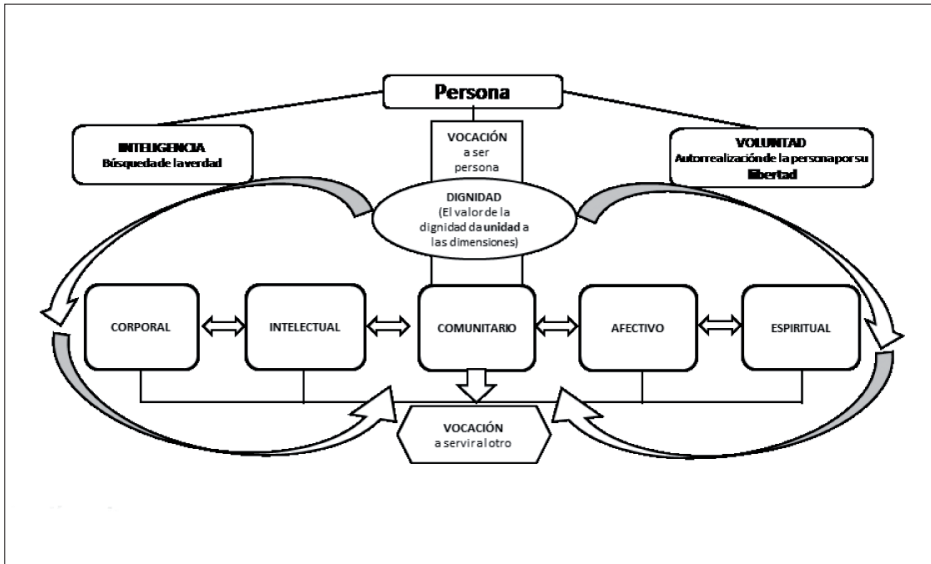 Persona
INTELIGENCIA
Búsqueda de la verdad
VOCACIÓN
a ser
persona
VOLUNTAD
Autorrealización de la persona por su
libertad
DIGNIDAD
(El valor de la
dignidad da unidad a
las dimensiones)
CORPORAL
INTELECTUAL
COMUNITARIO
AFECTIVO
ESPIRITUAL
VOCACIÓN
a servir al otro